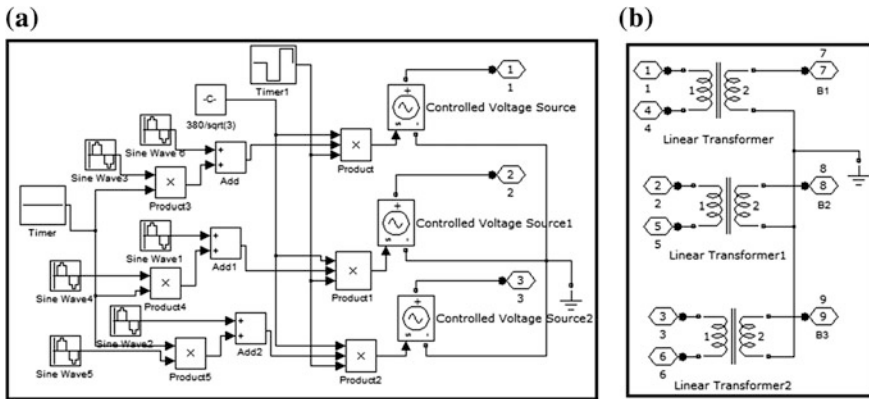 (a)
(b)
Timer1
-C-
380/sqrt(3)
1
1
+
s
-
Controlled Voltage Source
Sine Wave 6
Sine Wave3
+
+
Add
×
Product
×
Product3
Timer
2
2
+
s
-
Controlled Voltage Source1
Sine Wave1
+
+
Add1
×
Product1
Sine Wave4
×
Product4
3
3
+
s
-
Controlled Voltage Source2
Sine Wave2
+
+
Add2
×
Product2
Sine Wave5
×
Product5
7
1
1
1
2
7
B1
4
4
Linear Transformer
8
2
2
1
2
8
B2
5
5
Linear Transformer1
9
3
3
1
2
9
B3
6
6
Linear Transformer2